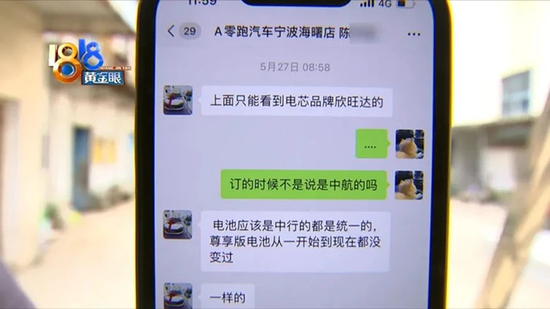 11:59
4G
29
A零跑汽车宁波海曙店 陈
1818
黄金眼
5月27日 08:58
上面只能看到电芯品牌欣旺达的
....
订的时候不是说是中航的吗
电池应该是中行的都是统一的,
尊享版电池从一开始到现在都没
变过
一样的